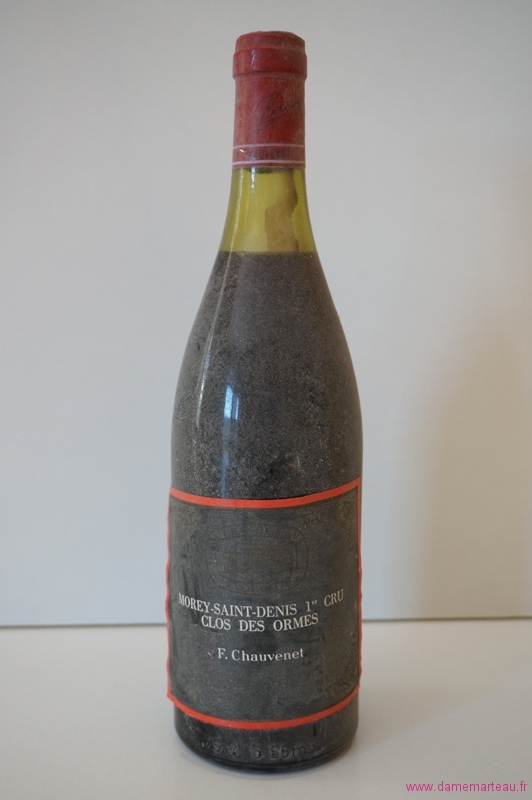 MOREY-SAINT-DENIS 1er CRU
CLOS DES ORMES
F. Chauvenet
www.damemarteau.fr